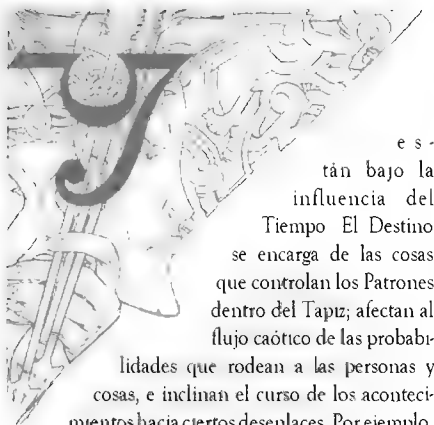 es-
tán bajo la
influencia del
Tiempo El Destino
se encarga de las cosas
que controlan los Patrones
dentro del Tapiz; afectan al
flujo caótico de las probabi-
lidades que rodean a las personas y
cosas, e inclinan el curso de los aconteci-
mientos hacia ciertos desenlaces. Por ejemplo,